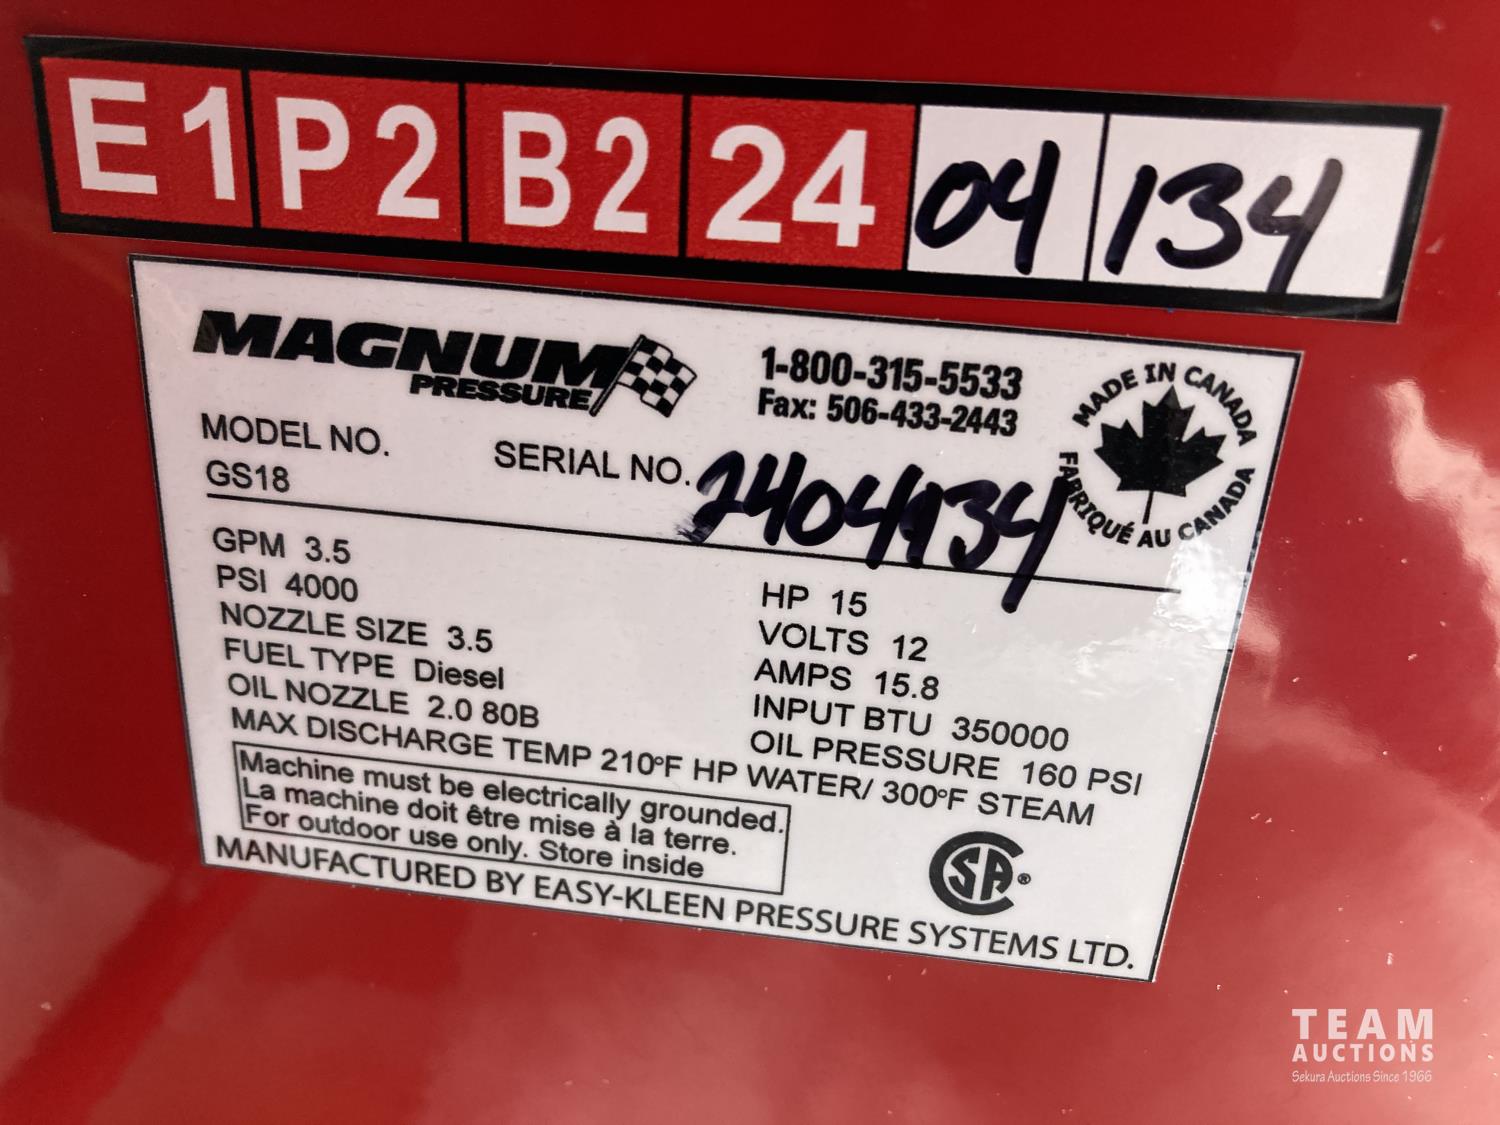 E1 P2 B2 24 04 134
MAGNUM
PRESSURE
1-800-315-5533
Fax: 506-433-2443
MADE IN CANADA
FABRIQUÉ AU CANADA
MODEL NO.
GS18
SERIAL NO. 2404134
GPM 3.5
PSI 4000
NOZZLE SIZE 3.5
FUEL TYPE Diesel
OIL NOZZLE 2.0 80B
HP 15
VOLTS 12
AMPS 15.8
INPUT BTU 350000
OIL PRESSURE 160 PSI
MAX DISCHARGE TEMP 210°F HP WATER/ 300°F STEAM
Machine must be electrically grounded.
La machine doit être mise à la terre.
For outdoor use only. Store inside
CSA®
MANUFACTURED BY EASY-KLEEN PRESSURE SYSTEMS LTD.
TEAM
AUCTIONS
Sekura Auctions Since 1966